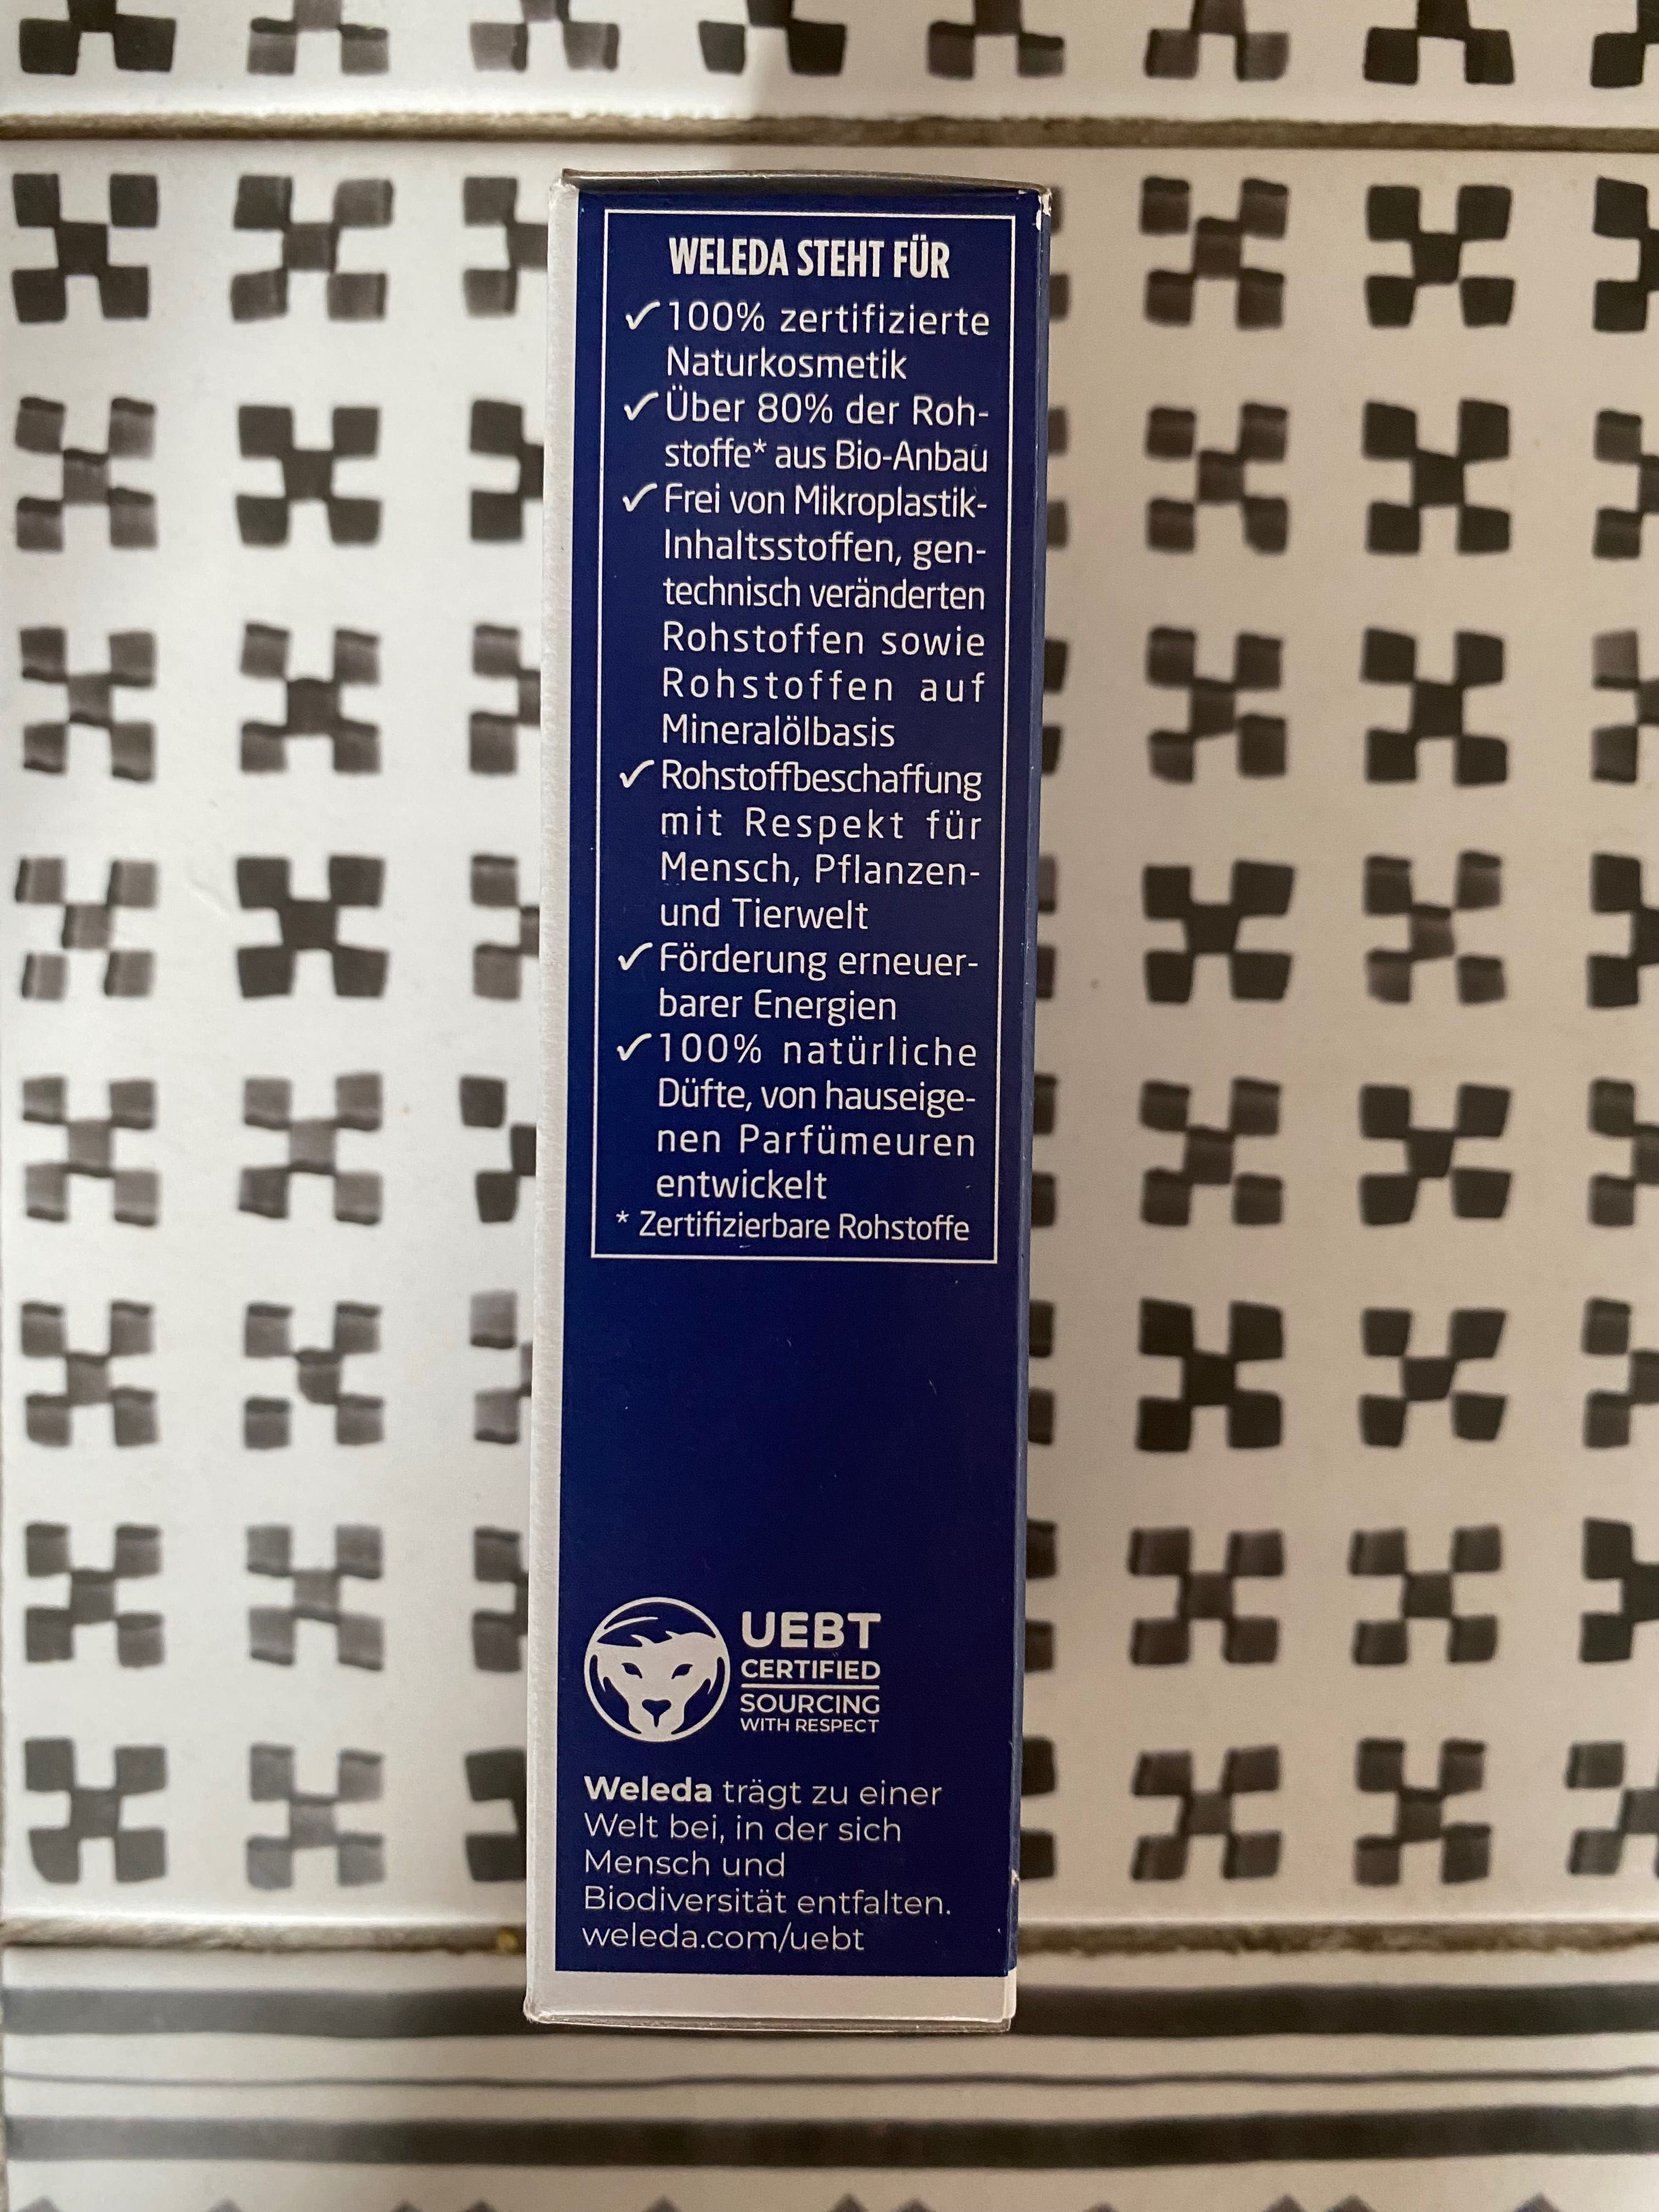 WELEDA STEHT FÜR
✓ 100% zertifizierte
Naturkosmetik
✓ Über 80% der Roh-
stoffe* aus Bio-Anbau
✓ Frei von Mikroplastik-
Inhaltsstoffen, gen-
technisch veränderten
Rohstoffen sowie
Rohstoffen auf
Mineralölbasis
✓ Rohstoffbeschaffung
mit Respekt für
Mensch, Pflanzen-
und Tierwelt
✓ Förderung erneuer-
barer Energien
✓ 100% natürliche
Düfte, von hauseige-
nen Parfümeuren
entwickelt
* Zertifizierbare Rohstoffe
UEBT
CERTIFIED
SOURCING
WITH RESPECT
Weleda trägt zu einer
Welt bei, in der sich
Mensch und
Biodiversität entfalten.
weleda.com/uebt